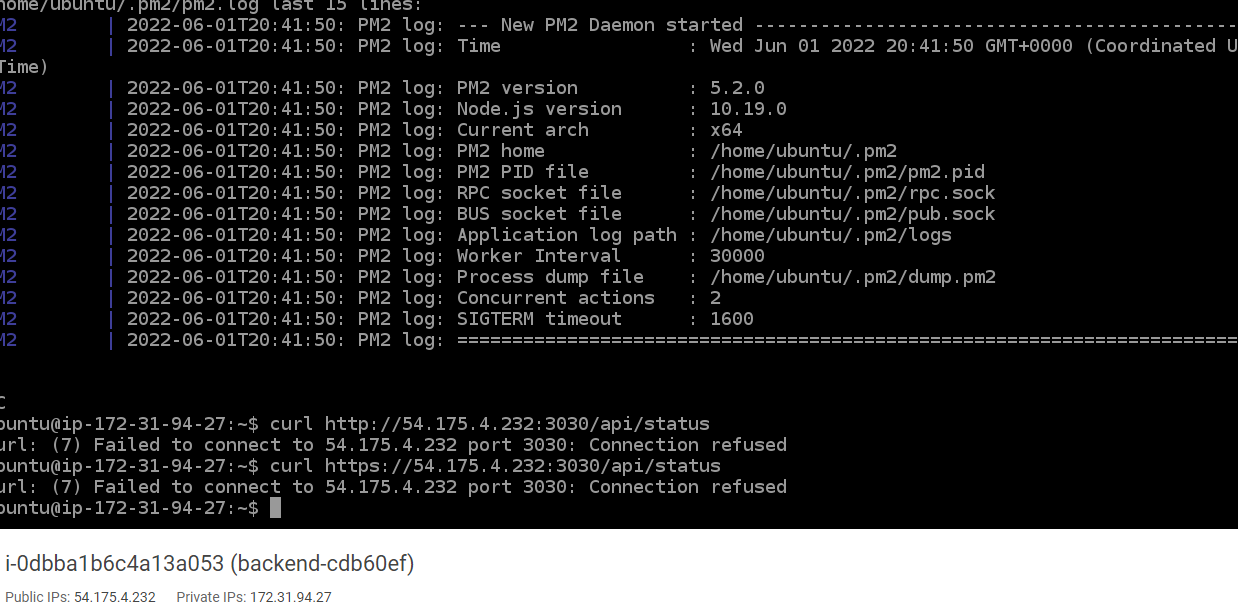 home/ubuntu/.pm2/pm2.log last 15 lines:
M2 | 2022-06-01T20:41:50: PM2 log: --- New PM2 Daemon started --------------------------------------------
M2 | 2022-06-01T20:41:50: PM2 log: Time : Wed Jun 01 2022 20:41:50 GMT+0000 (Coordinated U
Time)
M2 | 2022-06-01T20:41:50: PM2 log: PM2 version : 5.2.0
M2 | 2022-06-01T20:41:50: PM2 log: Node.js version : 10.19.0
M2 | 2022-06-01T20:41:50: PM2 log: Current arch : x64
M2 | 2022-06-01T20:41:50: PM2 log: PM2 home : /home/ubuntu/.pm2
M2 | 2022-06-01T20:41:50: PM2 log: PM2 PID file : /home/ubuntu/.pm2/pm2.pid
M2 | 2022-06-01T20:41:50: PM2 log: RPC socket file : /home/ubuntu/.pm2/rpc.sock
M2 | 2022-06-01T20:41:50: PM2 log: BUS socket file : /home/ubuntu/.pm2/pub.sock
M2 | 2022-06-01T20:41:50: PM2 log: Application log path : /home/ubuntu/.pm2/logs
M2 | 2022-06-01T20:41:50: PM2 log: Worker Interval : 30000
M2 | 2022-06-01T20:41:50: PM2 log: Process dump file : /home/ubuntu/.pm2/dump.pm2
M2 | 2022-06-01T20:41:50: PM2 log: Concurrent actions : 2
M2 | 2022-06-01T20:41:50: PM2 log: SIGTERM timeout : 1600
M2 | 2022-06-01T20:41:50: PM2 log: =======================================================================
C
buntu@ip-172-31-94-27:~$ curl http://54.175.4.232:3030/api/status
url: (7) Failed to connect to 54.175.4.232 port 3030: Connection refused
buntu@ip-172-31-94-27:~$ curl https://54.175.4.232:3030/api/status
url: (7) Failed to connect to 54.175.4.232 port 3030: Connection refused
buntu@ip-172-31-94-27:~$
i-0dbba1b6c4a13a053 (backend-cdb60ef)
Public IPs: 54.175.4.232 Private IPs: 172.31.94.27